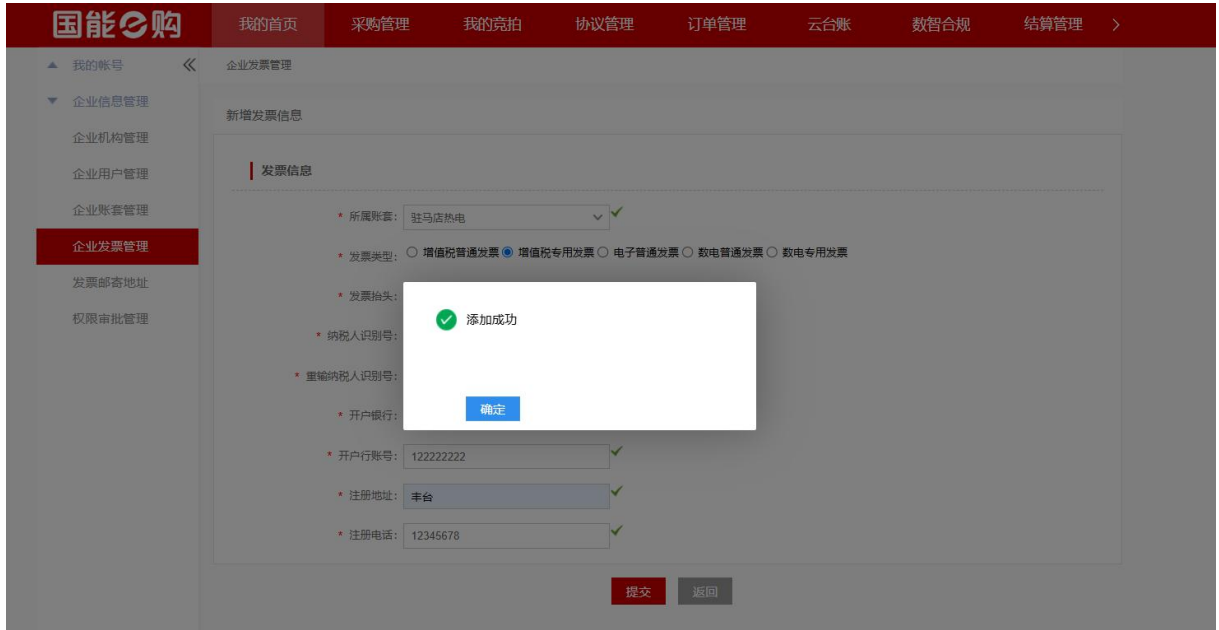 国能e购
我的首页 采购管理 我的竞拍 协议管理 订单管理 云台账 数智合规 结算管理
我的帐号
企业信息管理
企业机构管理
企业用户管理
企业账套管理
企业发票管理
发票邮寄地址
权限审批管理
企业发票管理
新增发票信息
发票信息
* 所属账套: 驻马店热电
* 发票类型: 增值税普通发票 增值税专用发票 电子普通发票 数电普通发票 数电专用发票
* 发票抬头:
* 纳税人识别号:
* 重输纳税人识别号:
* 开户银行:
* 开户行账号: 122222222
* 注册地址: 丰台
* 注册电话: 12345678
添加成功
确定
提交 返回